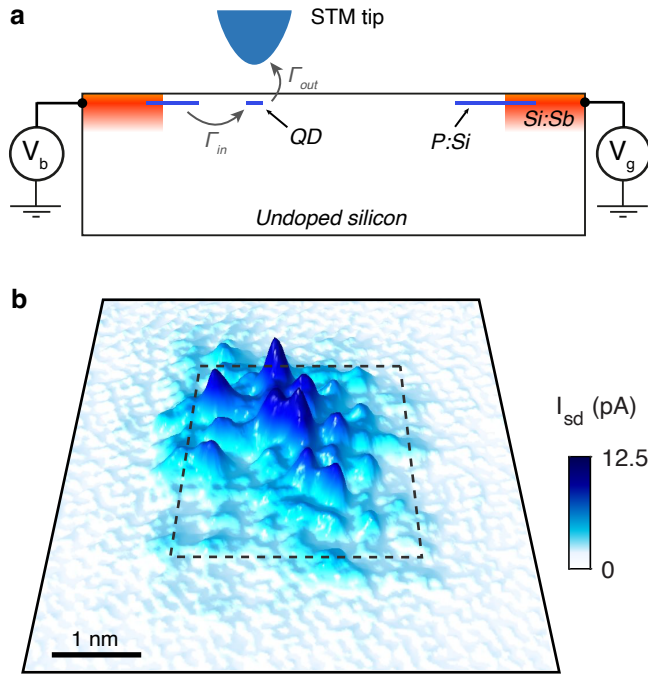 a
STM tip
Γout
Γin
QD
P:Si
Si:Sb
Vb
Vg
Undoped silicon
b
Isd (pA)
12.5
0
1 nm